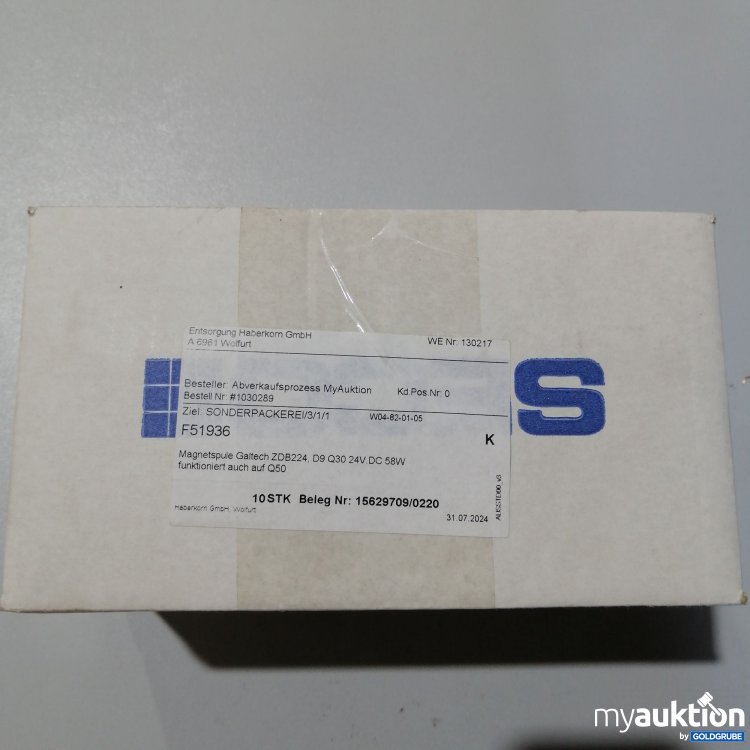 Entsorgung Haberkorn GmbH
A 6961 Wolfurt
WE Nr: 130217
Besteller: Abverkaufsprozess MyAuktion
Kd.Pos.Nr: 0
Bestell Nr: #1030289
Ziel: SONDERPACKEREI/3/1/1
W04-82-01-05
F51936
K
Magnetspule Galtech ZDB224, D9 Q30 24V DC 58W
funktioniert auch auf Q50
10 STK Beleg Nr: 15629709/0220
Haberkorn GmbH, Wolfurt
31.07.2024
S
myauktion
by GOLDGRUBE